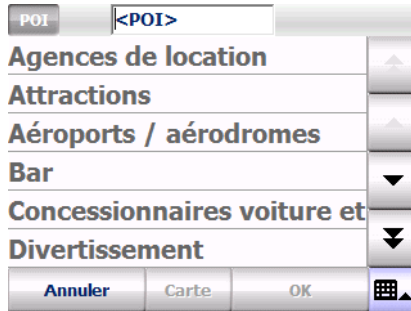 POI <POI>
Agences de location
Attractions
Aéroports / aérodromes
Bar
Concessionnaires voiture et
Divertissement
Annuler Carte OK